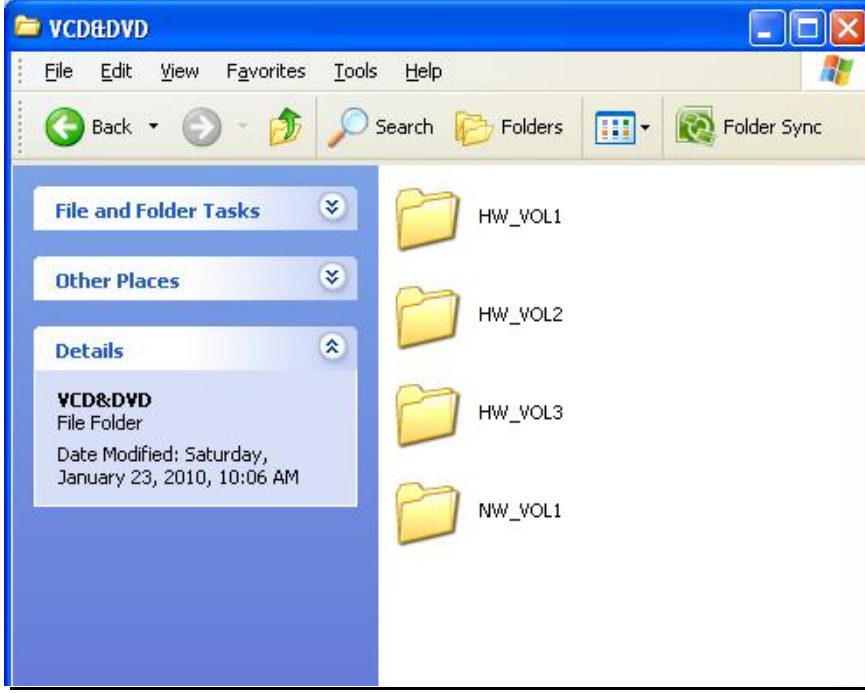 VCD&DVD
File Edit View Favorites Tools Help
Back Search Folders Folder Sync
File and Folder Tasks
Other Places
Details
VCD&DVD
File Folder
Date Modified: Saturday,
January 23, 2010, 10:06 AM
HW_VOL1
HW_VOL2
HW_VOL3
NW_VOL1